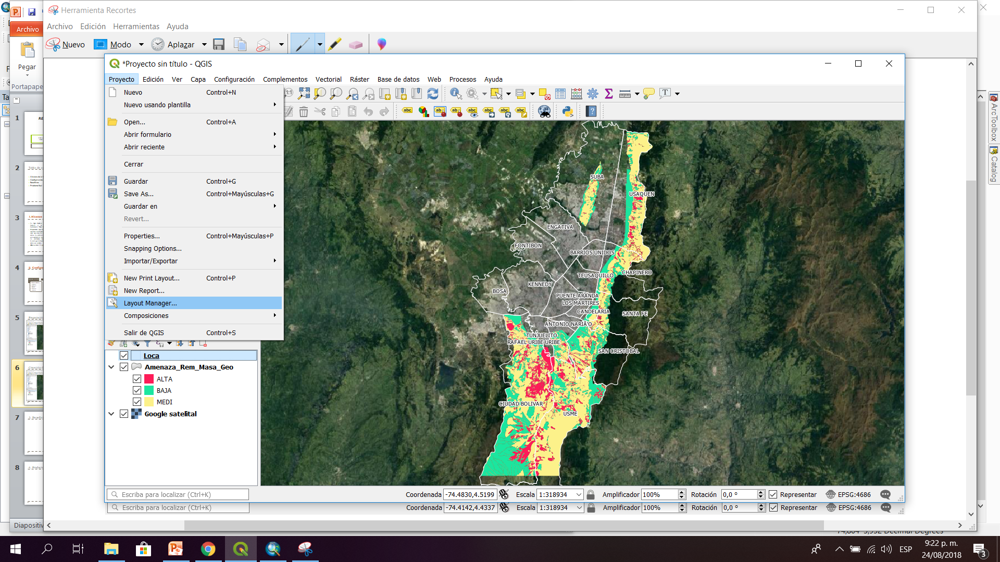 Herramienta Recortes
Archivo Edición Herramientas Ayuda
Nuevo Modo Aplazar
Archivo
Pegar
Portapape
*Proyecto sin título - QGIS
Proyecto Edición Ver Capa Configuración Complementos Vectorial Ráster Base de datos Web Procesos Ayuda
Nuevo Control+N
Nuevo usando plantilla
Open... Control+A
Abrir formulario
Abrir reciente
Cerrar
Guardar Control+G
Save As... Control+Mayúsculas+G
Guardar en
Revert...
Properties... Control+Mayúsculas+P
Snapping Options...
Importar/Exportar
New Print Layout... Control+P
New Report...
Layout Manager...
Composiciones
Salir de QGIS Control+S
Loca
Amenaza_Rem_Masa_Geo
ALTA
BAJA
MEDI
Google satelital
SUBA
USAQUEN
ENGATIVA
FONTIBON
BARRIOS UNIDOS
CHAPINERO
TEUSAQUILLO
KENNEDY
BOSA
PUENTE ARANDA
LOS MARTIRES
CANDELARIA
SANTA FE
ANTONIO NARIÃ'O
TUNJUELITO
RAFAEL URIBE URIBE
SAN CRISTOBAL
CIUDAD BOLIVAR
USME
Escriba para localizar (Ctrl+K) Coordenada -74.4830,4.5199 Escala 1:318934 Amplificador 100% Rotación 0,0 ° Representar EPSG:4686
Escriba para localizar (Ctrl+K) Coordenada -74.4142,4.4337 Escala 1:318934 Amplificador 100% Rotación 0,0 ° Representar EPSG:4686
1
2
3
4
5
6
7
8
Diapositiv
ArcToolbox
Catalog
ESP
9:22 p. m.
24/08/2018
3